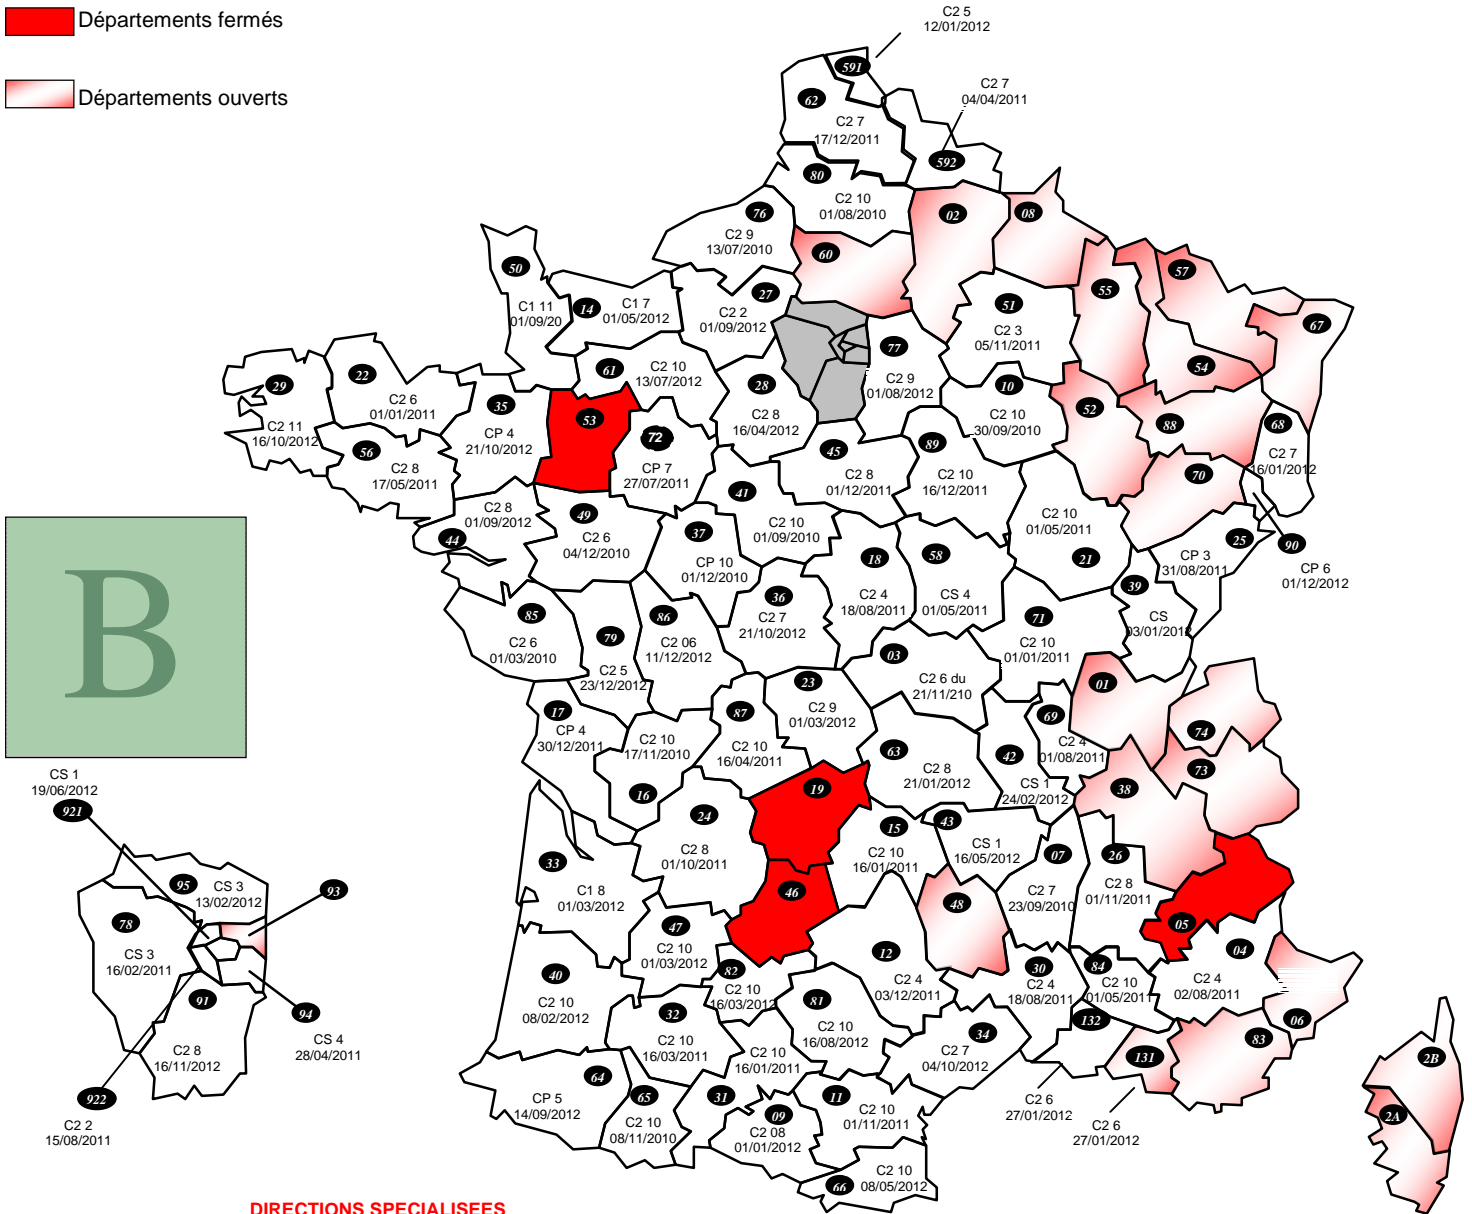 Départements fermés
Départements ouverts
C2 5
12/01/2012
591
C2 7
04/04/2011
62
C2 7
17/12/2011
592
80
C2 10
01/08/2010
76
C2 9
13/07/2010
02
08
60
50
C1 11
01/09/20
14
C1 7
01/05/2012
27
C2 2
01/09/2012
51
C2 3
05/11/2011
55
57
67
54
77
C2 9
01/08/2012
61
C2 10
13/07/2012
28
C2 8
16/04/2012
10
C2 10
30/09/2010
52
88
68
C2 7
16/01/2012
29
C2 11
16/10/2012
22
C2 6
01/01/2011
35
CP 4
21/10/2012
53
72
CP 7
27/07/2011
56
C2 8
17/05/2011
45
C2 8
01/12/2011
89
C2 10
16/12/2011
70
C2 8
01/09/2012
44
49
C2 6
04/12/2010
41
C2 10
01/09/2010
37
CP 10
01/12/2010
C2 10
01/05/2011
21
25
CP 3
31/08/2011
90
CP 6
01/12/2012
18
C2 4
18/08/2011
58
CS 4
01/05/2011
39
CS
03/01/2012
B
85
C2 6
01/03/2010
79
C2 5
23/12/2012
86
C2 06
11/12/2012
36
C2 7
21/10/2012
71
C2 10
01/01/2011
03
C2 6 du
21/11/210
01
74
17
CP 4
30/12/2011
C2 10
17/11/2010
16
87
C2 10
16/04/2011
23
C2 9
01/03/2012
63
C2 8
21/01/2012
42
CS 1
24/02/2012
69
C2 4
01/08/2011
73
38
CS 1
19/06/2012
921
19
24
C2 8
01/10/2011
15
C2 10
16/01/2011
43
CS 1
16/05/2012
07
C2 7
23/09/2010
26
C2 8
01/11/2011
33
C1 8
01/03/2012
46
48
05
95
CS 3
13/02/2012
93
78
CS 3
16/02/2011
47
C2 10
01/03/2012
82
C2 10
16/03/2012
12
C2 4
03/12/2011
30
C2 4
18/08/2011
84
C2 10
01/05/2011
04
C2 4
02/08/2011
40
C2 10
08/02/2012
91
C2 8
16/11/2012
94
CS 4
28/04/2011
32
C2 10
16/03/2011
81
C2 10
16/08/2012
34
C2 7
04/10/2012
132
131
83
06
2B
2A
922
C2 2
15/08/2011
64
CP 5
14/09/2012
65
C2 10
08/11/2010
C2 10
16/01/2011
31
09
C2 08
01/01/2012
11
C2 10
01/11/2011
C2 6
27/01/2012
C2 6
27/01/2012
66
C2 10
08/05/2012
DIRECTIONS SPECIALISEES